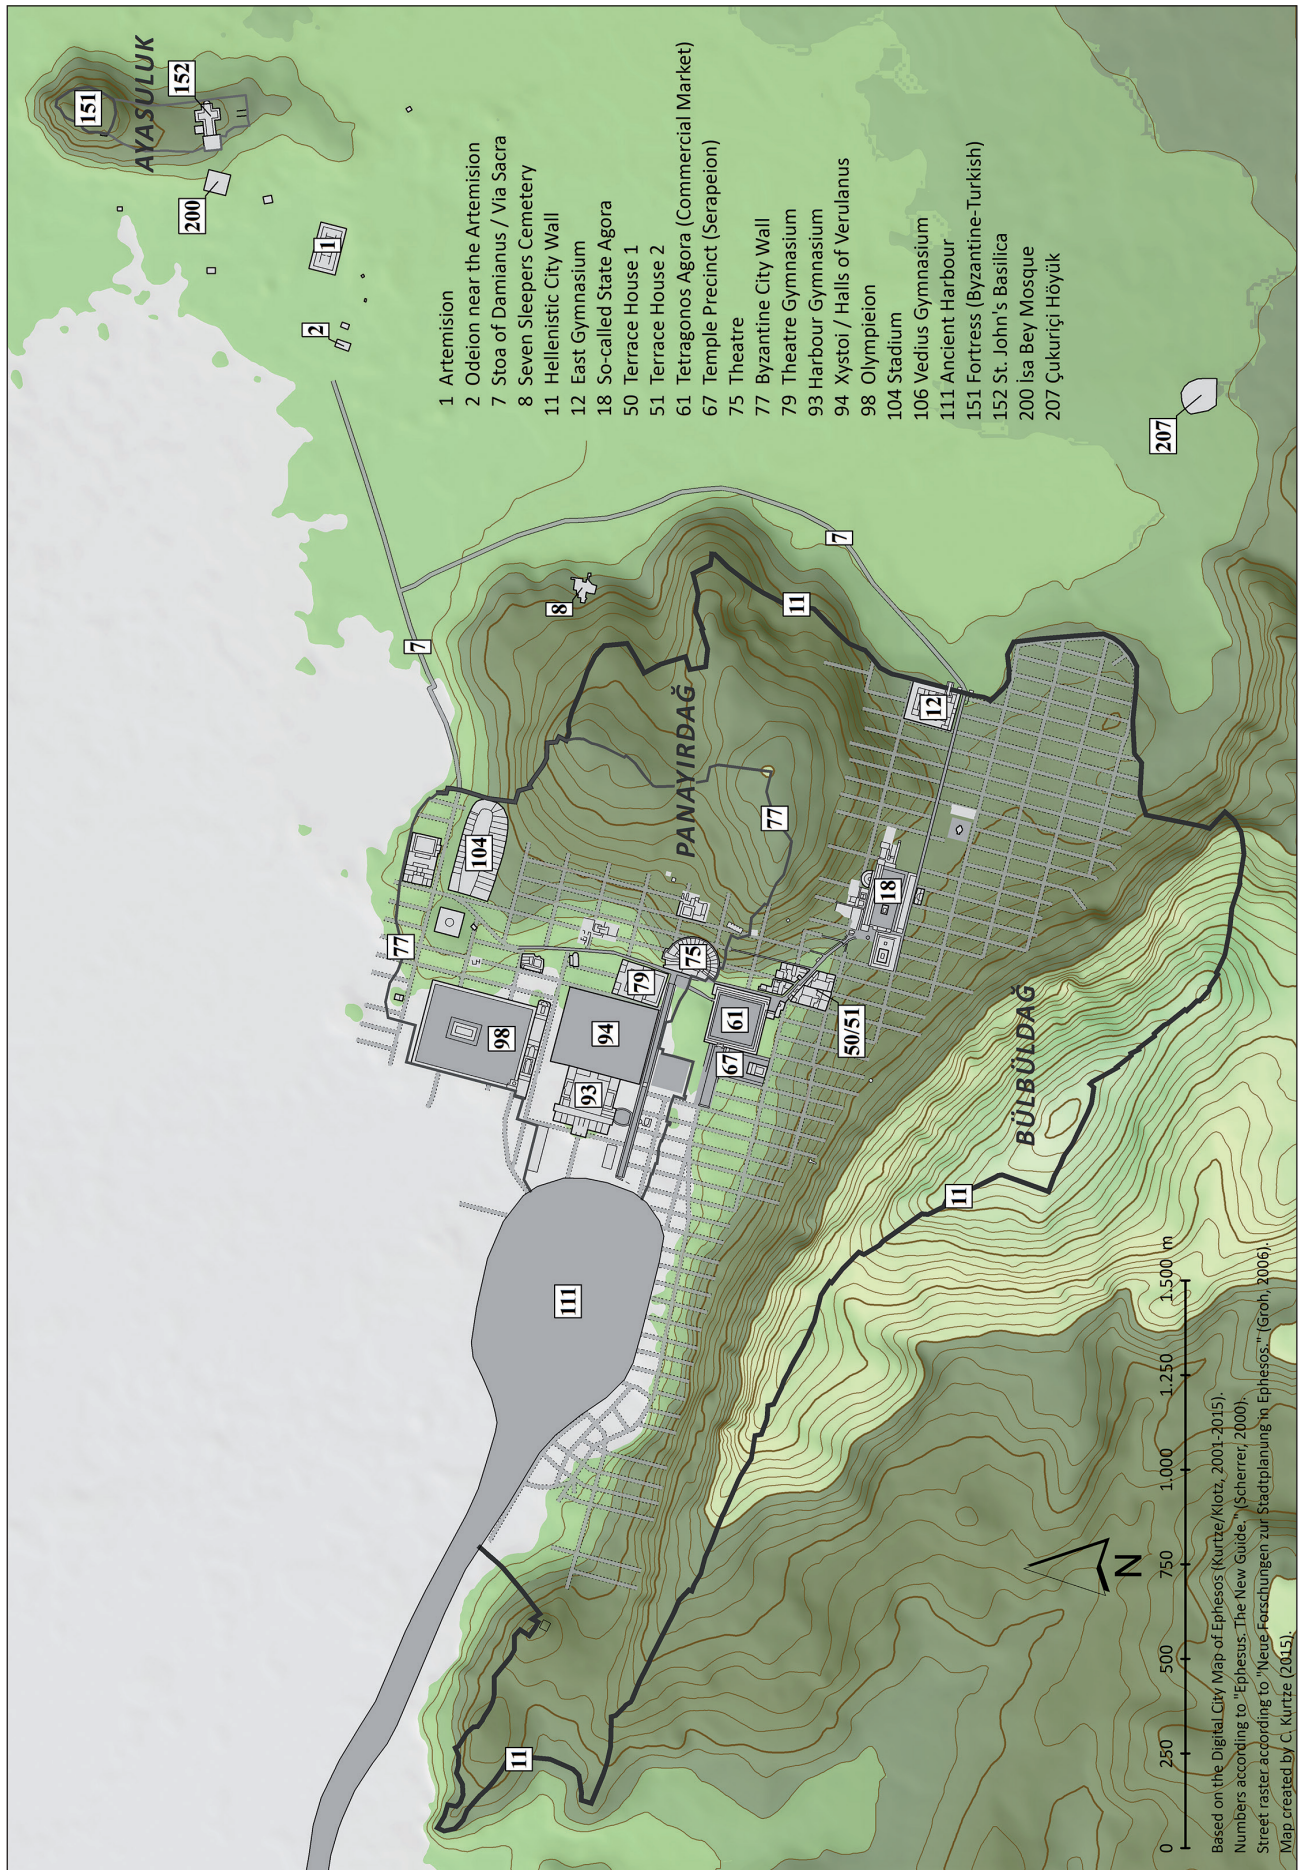 AYASULUK
151
152
200
1
2
1 Artemision
2 Odeion near the Artemision
7 Stoa of Damianus / Via Sacra
8 Seven Sleepers Cemetery
11 Hellenistic City Wall
12 East Gymnasium
18 So-called State Agora
50 Terrace House 1
51 Terrace House 2
61 Tetragonos Agora (Commercial Market)
67 Temple Precinct (Serapeion)
75 Theatre
77 Byzantine City Wall
79 Theatre Gymnasium
93 Harbour Gymnasium
94 Xystoi / Halls of Verulanus
98 Olympieion
104 Stadium
106 Vedius Gymnasium
111 Ancient Harbour
151 Fortress (Byzantine-Turkish)
152 St. John's Basilica
200 İsa Bey Mosque
207 Çukuriçi Höyük
207
7
7
8
11
12
PANAYIRDAĞ
77
104
77
18
75
79
61
50/51
98
94
67
93
BÜLBÜLDAĞ
11
111
11
N
0 250 500 750 1.000 1.250 1.500 m
Based on the Digital City Map of Ephesos (Kurtze/Klotz, 2001-2015).
Numbers according to "Ephesus. The New Guide." (Scherrer, 2000).
Street raster according to "Neue Forschungen zur Stadtplanung in Ephesos." (Groh, 2006).
Map created by C. Kurtze (2015).